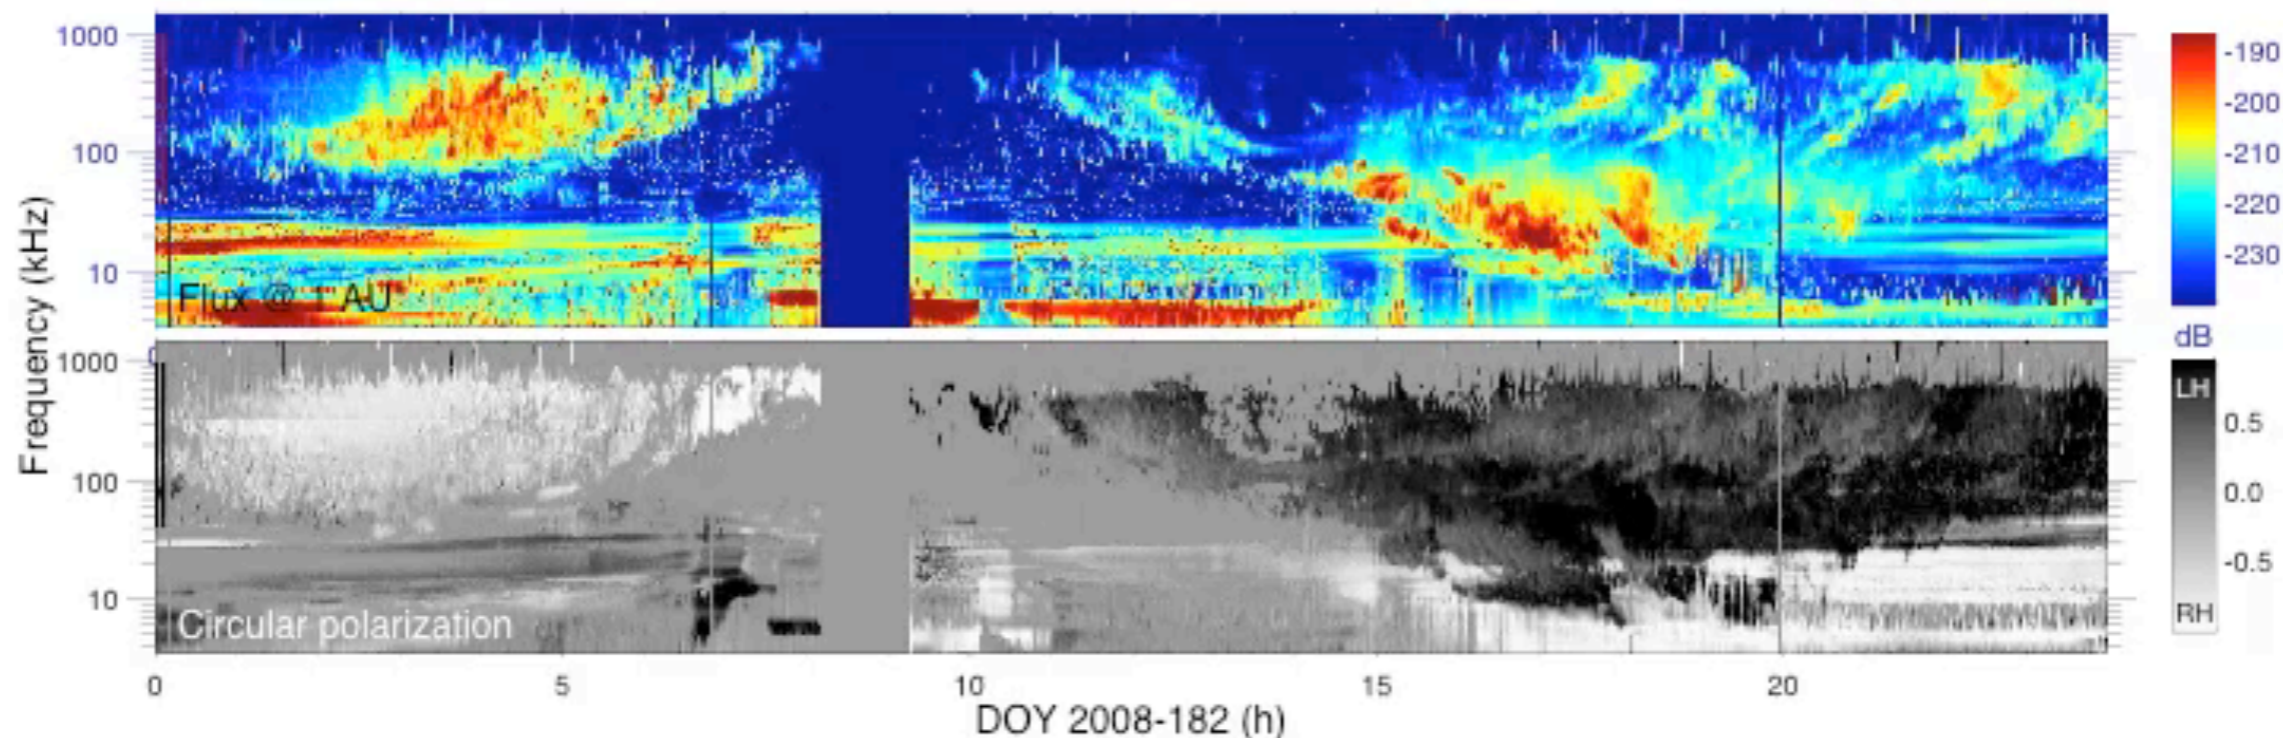 1000
100
10
Flux @ 1 AU
-190
-200
-210
-220
-230
dB
Frequency (kHz)
1000
100
10
Circular polarization
LH
0.5
0.0
-0.5
RH
0
5
10
15
20
DOY 2008-182 (h)